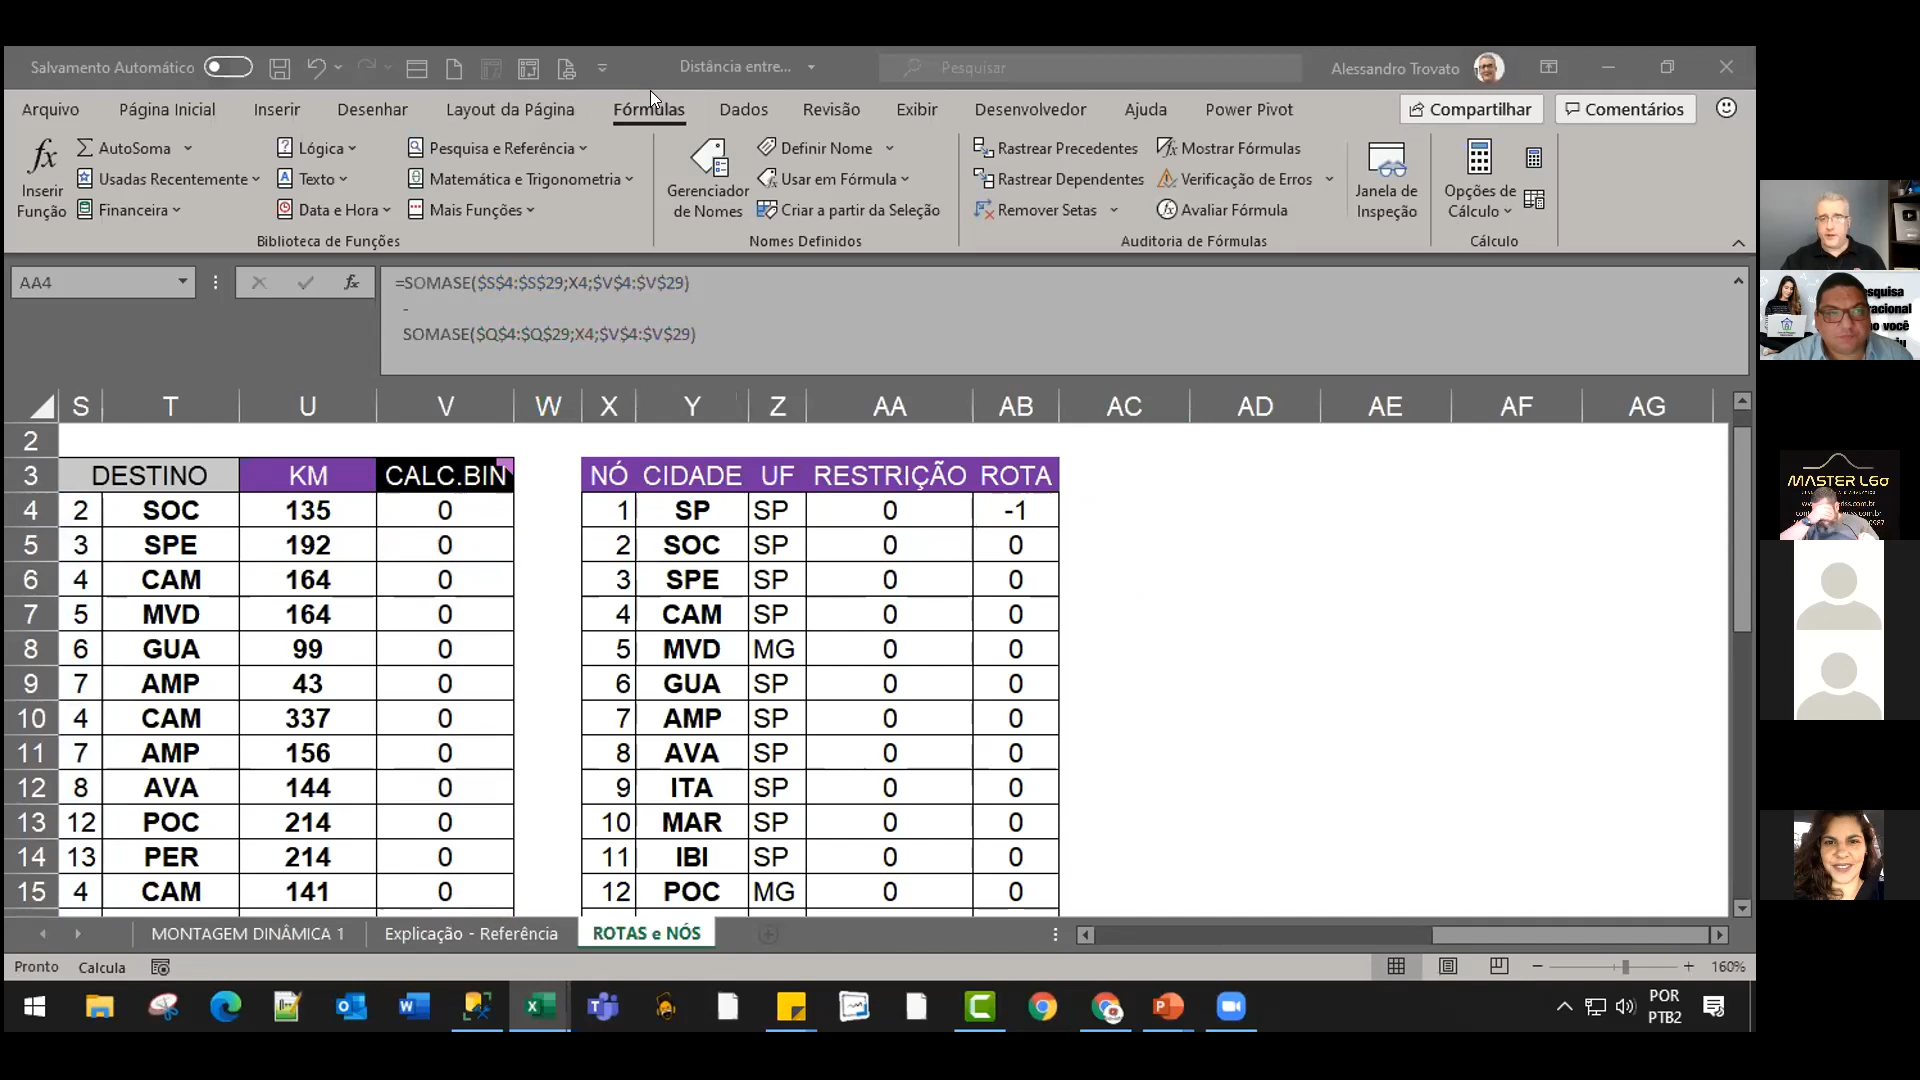 Salvamento Automático
Distância entre...
Pesquisar
Alessandro Trovato
Arquivo Página Inicial Inserir Desenhar Layout da Página Fórmulas Dados Revisão Exibir Desenvolvedor Ajuda Power Pivot
Compartilhar
Comentários
fx Inserir Função
AutoSoma
Usadas Recentemente
Financeira
Lógica
Texto
Data e Hora
Pesquisa e Referência
Matemática e Trigonometria
Mais Funções
Biblioteca de Funções
Gerenciador
de Nomes
Definir Nome
Usar em Fórmula
Criar a partir da Seleção
Nomes Definidos
Rastrear Precedentes
Rastrear Dependentes
Remover Setas
Mostrar Fórmulas
Verificação de Erros
Avaliar Fórmula
Auditoria de Fórmulas
Janela de
Inspeção
Opções de
Cálculo
Cálculo
AA4
fx
=SOMASE($S$4:$S$29;X4;$V$4:$V$29)
-
SOMASE($Q$4:$Q$29;X4;$V$4:$V$29)
S T U V W X Y Z AA AB AC AD AE AF AG
2
3 DESTINO KM CALC.BIN NÓ CIDADE UF RESTRIÇÃO ROTA
4 2 SOC 135 0 1 SP SP 0 -1
5 3 SPE 192 0 2 SOC SP 0 0
6 4 CAM 164 0 3 SPE SP 0 0
7 5 MVD 164 0 4 CAM SP 0 0
8 6 GUA 99 0 5 MVD MG 0 0
9 7 AMP 43 0 6 GUA SP 0 0
10 4 CAM 337 0 7 AMP SP 0 0
11 7 AMP 156 0 8 AVA SP 0 0
12 8 AVA 144 0 9 ITA SP 0 0
13 12 POC 214 0 10 MAR SP 0 0
14 13 PER 214 0 11 IBI SP 0 0
15 4 CAM 141 0 12 POC MG 0 0
MONTAGEM DINÂMICA 1 Explicação - Referência ROTAS e NÓS
Pronto Calcula
160%
POR
PTB2
esquisa
racional
no você
MASTER LGσ